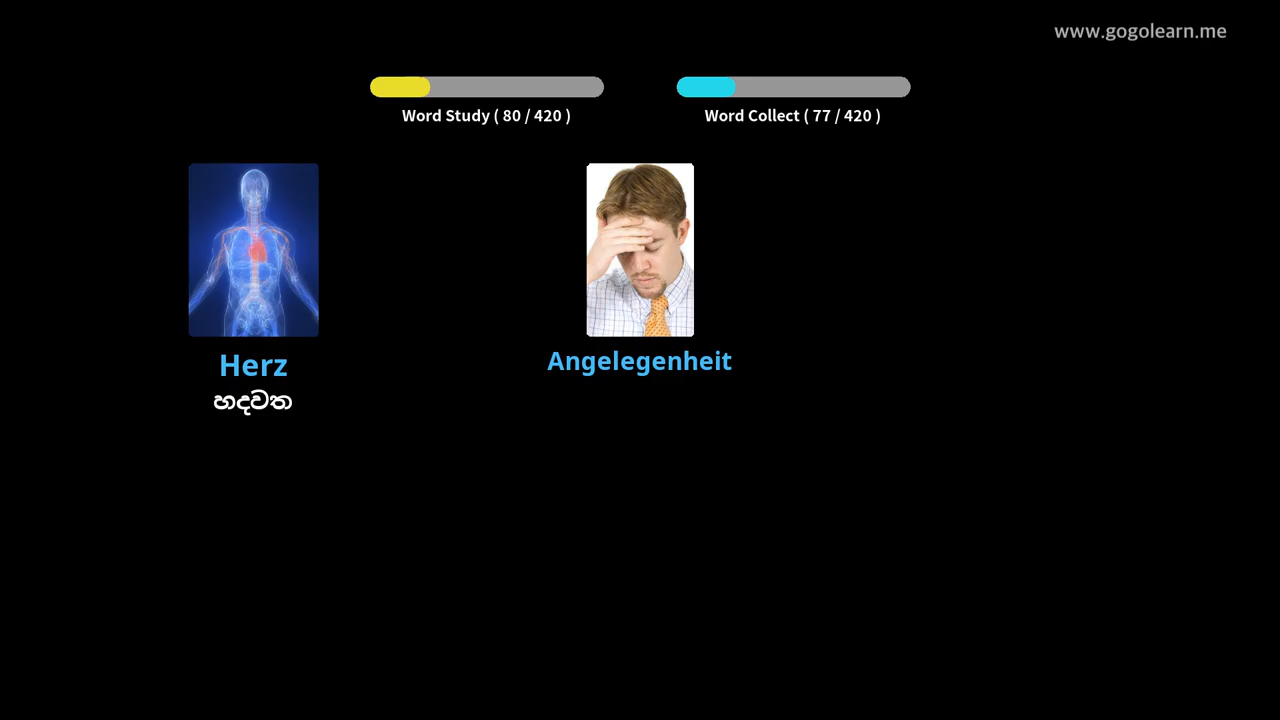 www.gogolearn.me
Word Study ( 80 / 420 )
Word Collect ( 77 / 420 )
Herz
හදවත
Angelegenheit